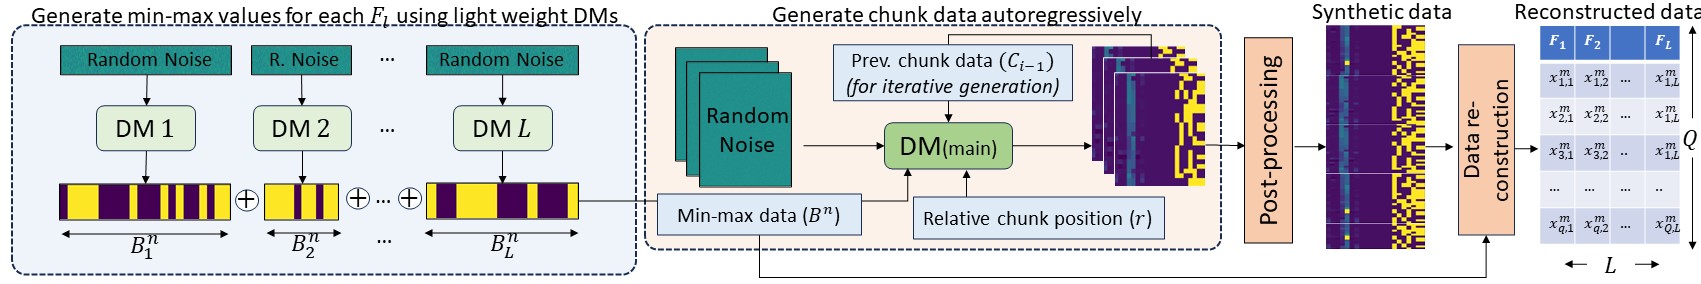 Generate min-max values for each F_l using light weight DMs
Random Noise
R. Noise
...
Random Noise
DM 1
DM 2
...
DM L
+
+
...
+
B_1^n
B_2^n
...
B_L^n
Generate chunk data autoregressively
Random
Noise
Prev. chunk data (C_{i-1})
(for iterative generation)
DM(main)
Min-max data (B^n)
Relative chunk position (r)
Post-processing
Synthetic data
Data re-
construction
Reconstructed data
F_1 F_2 F_L
x_{1,1}^m x_{1,2}^m ... x_{1,L}^m
x_{2,1}^m x_{2,2}^m ... x_{1,L}^m
x_{3,1}^m x_{3,2}^m .. x_{1,L}^m
... ... ..
x_{q,1}^m x_{q,2}^m ... x_{Q,L}^m
Q
L